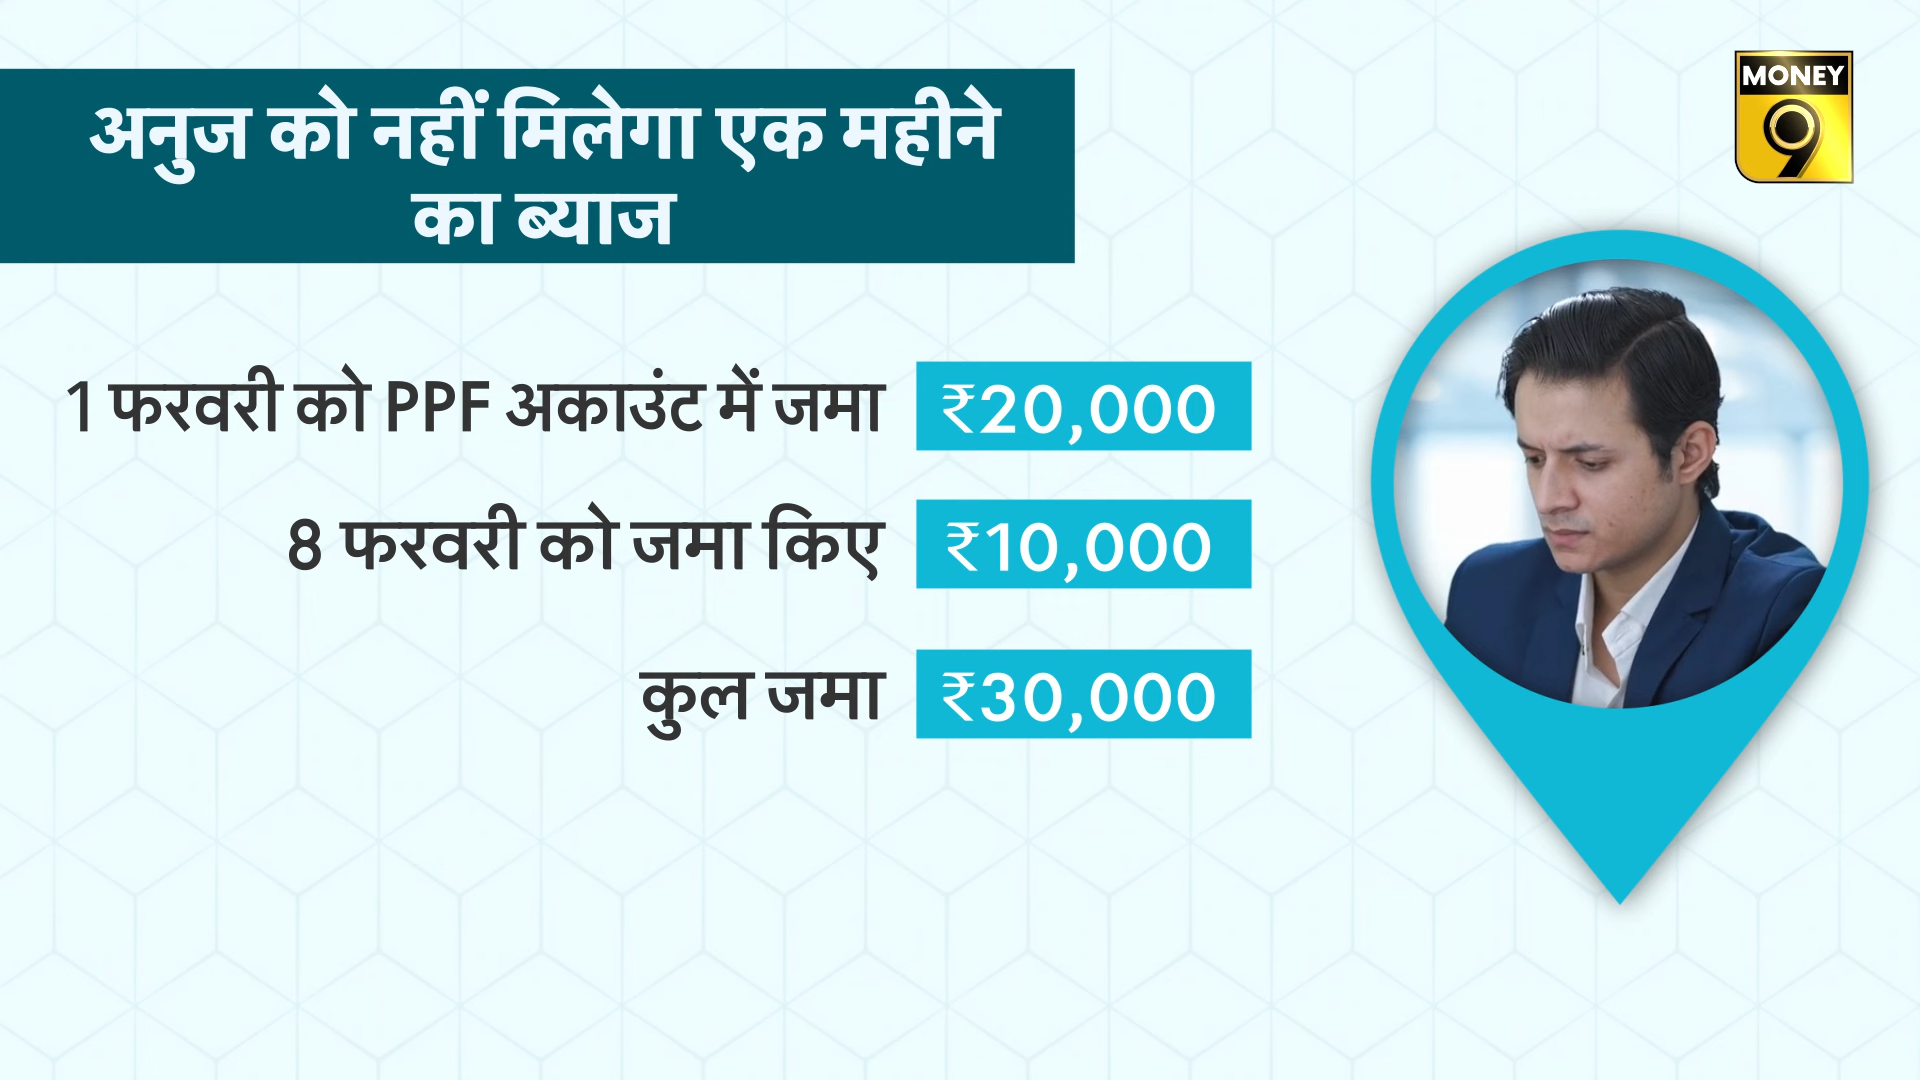 अनुज को नहीं मिलेगा एक महीने
का ब्याज
MONEY
9
1 फरवरी को PPF अकाउंट में जमा ₹20,000
8 फरवरी को जमा किए ₹10,000
कुल जमा ₹30,000